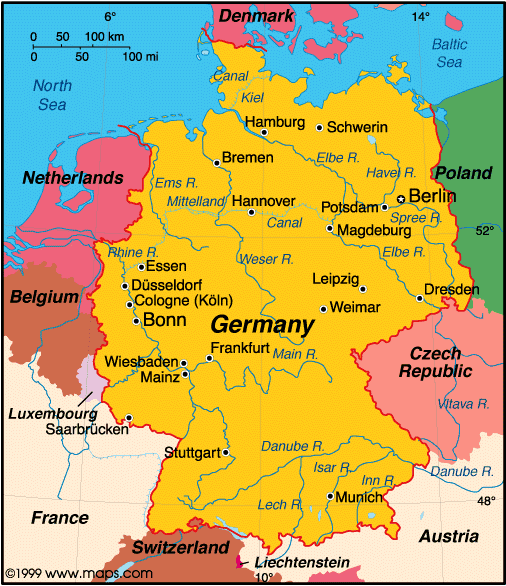 6°
Denmark
14°
0 50 100 km
0 50 100 mi
North
Sea
Baltic
Sea
Canal
Kiel
Hamburg
Schwerin
Bremen
Elbe R.
Havel R.
Poland
Netherlands
Ems R.
Mittelland
Hannover
Canal
Berlin
Potsdam
Spree R.
Magdeburg
52°
Rhine R.
Weser R.
Elbe R.
Essen
Düsseldorf
Cologne (Köln)
Bonn
Belgium
Leipzig
Dresden
Weimar
Germany
Frankfurt
Main R.
Wiesbaden
Mainz
Czech
Republic
Vltava R.
Luxembourg
Saarbrücken
Stuttgart
Danube R.
Isar R.
Inn R.
Danube R.
Lech R.
Munich
48°
France
Austria
Switzerland
Liechtenstein
10°
©1999 www.maps.com